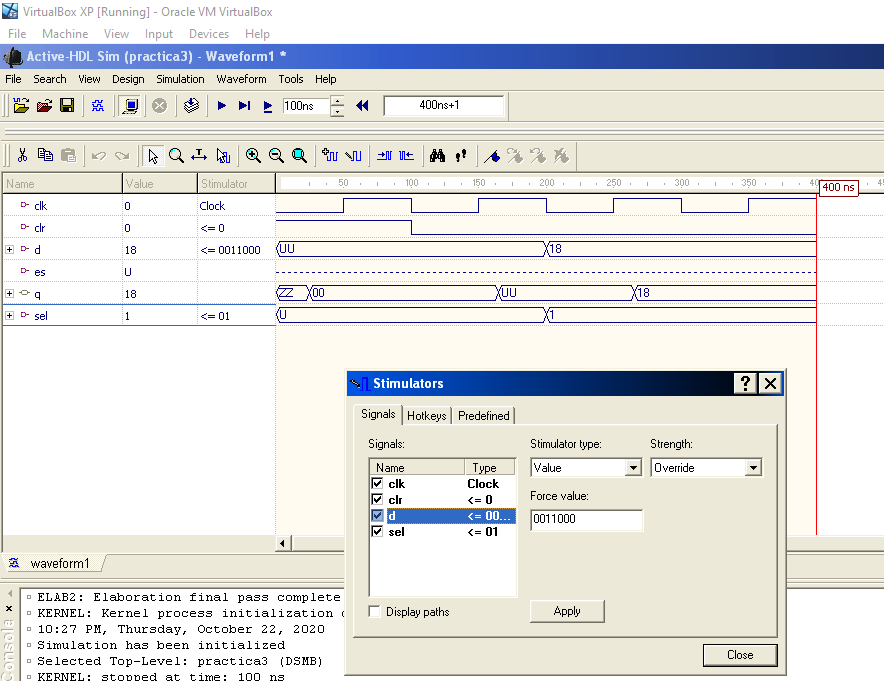 VirtualBox XP [Running] - Oracle VM VirtualBox
File Machine View Input Devices Help
Active-HDL Sim (practica3) - Waveform1 *
File Search View Design Simulation Waveform Tools Help
100ns 400ns+1
Name Value Stimulator 50 100 150 200 250 300 350 400 ns
clk 0 Clock
clr 0 <= 0
d 18 <= 0011000 UU 18
es U
q 18 ZZ 00 UU 18
sel 1 <= 01 U 1
Stimulators
Signals Hotkeys Predefined
Signals: Stimulator type: Strength:
Name Type Value Override
clk Clock
clr <= 0 Force value:
d <= 00... 0011000
sel <= 01
Display paths Apply
Close
waveform1
Consola
ELAB2: Elaboration final pass complete
KERNEL: Kernel process initialization
10:27 PM, Thursday, October 22, 2020
Simulation has been initialized
Selected Top-Level: practica3 (DSMB)
KERNEL: stopped at time: 100 ns